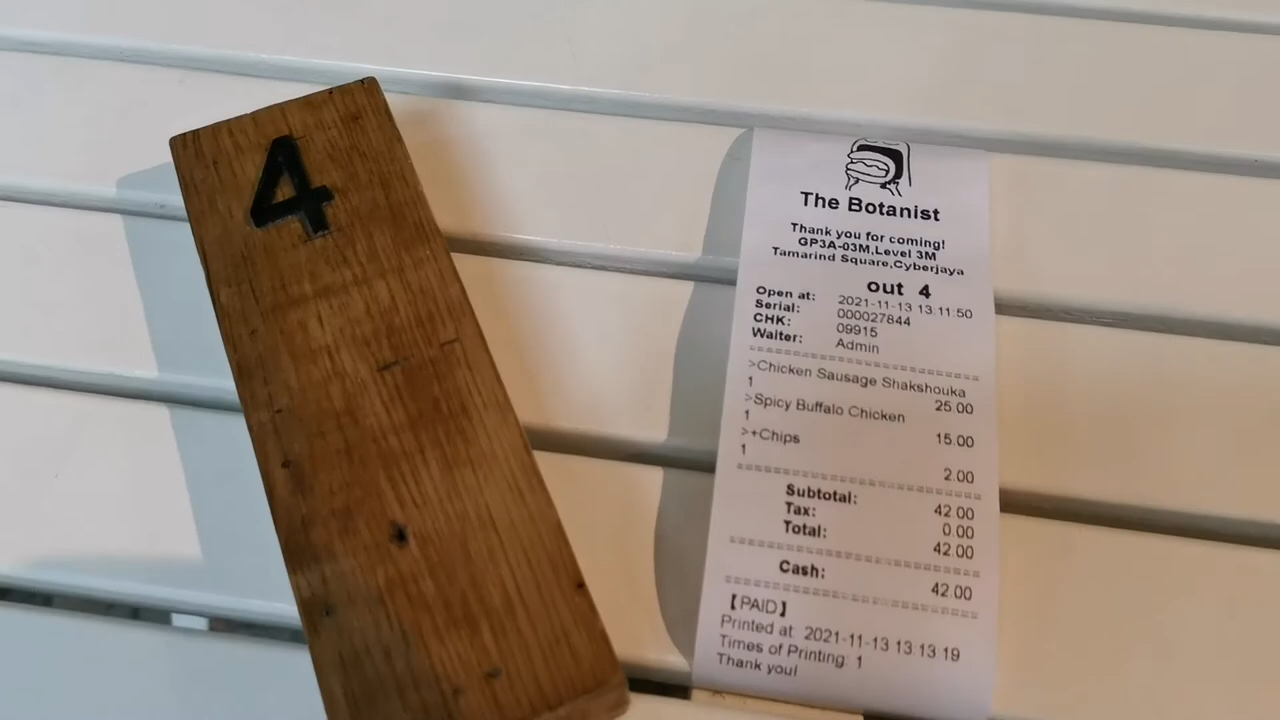 4
The Botanist
Thank you for coming!
GP3A-03M,Level 3M
Tamarind Square,Cyberjaya
out 4
Open at: 2021-11-13 13:11:50
Serial: 000027844
CHK: 09915
Waiter: Admin
>Chicken Sausage Shakshouka
1 25.00
>Spicy Buffalo Chicken
1 15.00
>+Chips
1 2.00
Subtotal: 42.00
Tax: 0.00
Total: 42.00
Cash: 42.00
【PAID】
Printed at: 2021-11-13 13:13:19
Times of Printing: 1
Thank you!